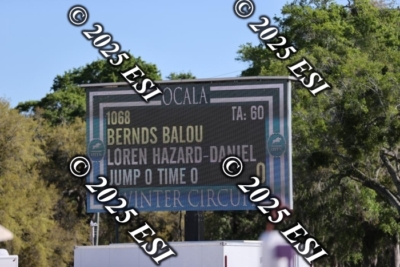 OCALA
1068 TA: 60
BERNDS BALOU
LOREN HAZARD-DANIEL
JUMP 0 TIME 0 0
WINTER CIRCUIT
© 2025 ESI
© 2025 ESI
© 2025 ESI
© 2025 ESI